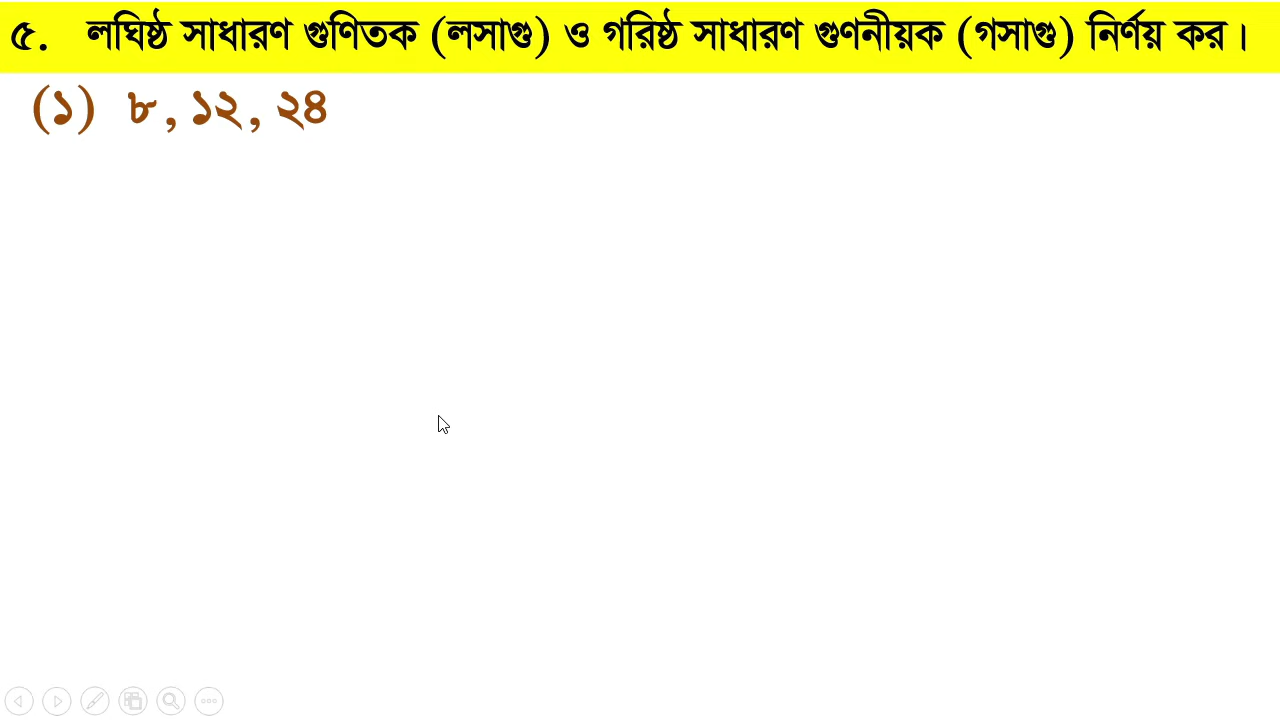 ৫. লঘিষ্ঠ সাধারণ গুণিতক (লসাগু) ও গরিষ্ঠ সাধারণ গুণনীয়ক (গসাগু) নির্ণয় কর।
(১) ৮, ১২, ২৪